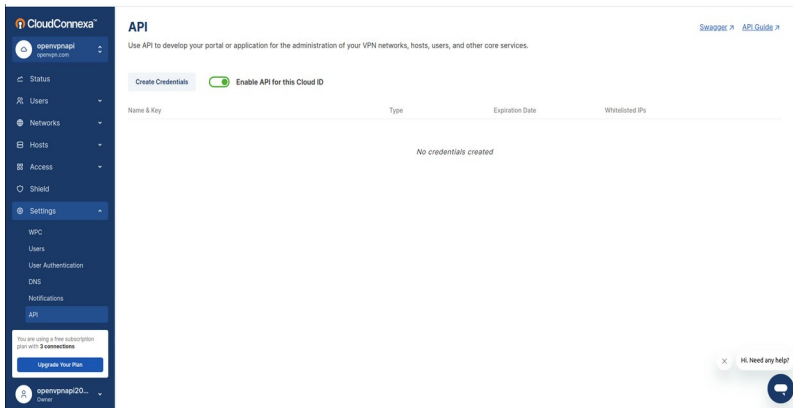 CloudConnexa™
openvpnapi
openvpn.com
Status
Users
Networks
Hosts
Access
Shield
Settings
WPC
Users
User Authentication
DNS
Notifications
API
You are using a free subscription
plan with 3 connections
Upgrade Your Plan
openvpnapi20...
Owner
API
Swagger
API Guide
Use API to develop your portal or application for the administration of your VPN networks, hosts, users, and other core services.
Create Credentials
Enable API for this Cloud ID
Name & Key Type Expiration Date Whitelisted IPs
No credentials created
Hi. Need any help?